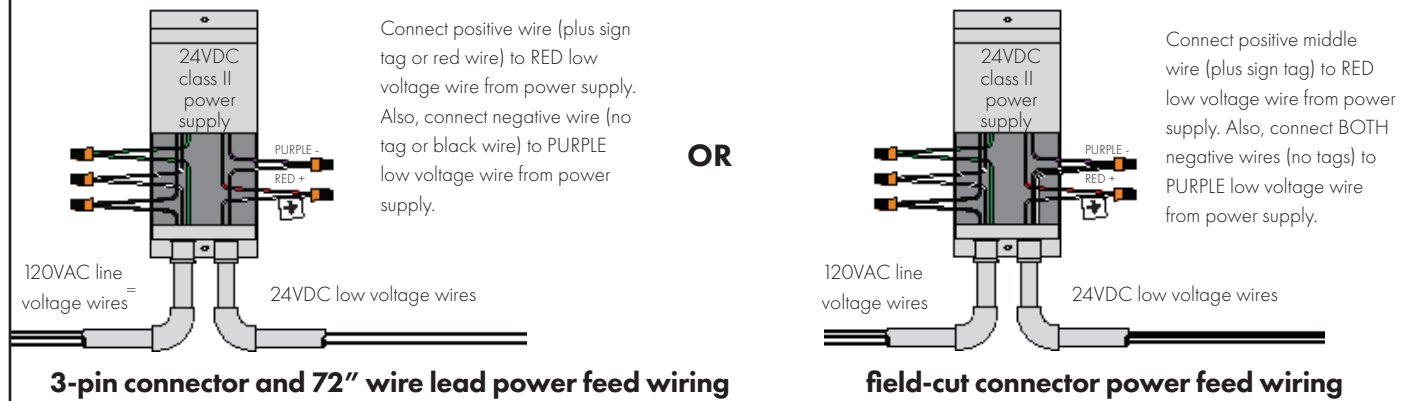 24VDC
class II
power
supply
PURPLE -
RED +
+
120VAC line
voltage wires=
24VDC low voltage wires
Connect positive wire (plus sign
tag or red wire) to RED low
voltage wire from power supply.
Also, connect negative wire (no
tag or black wire) to PURPLE
low voltage wire from power
supply.
3-pin connector and 72” wire lead power feed wiring
OR
24VDC
class II
power
supply
PURPLE -
RED +
+
120VAC line
voltage wires
24VDC low voltage wires
Connect positive middle
wire (plus sign tag) to RED
low voltage wire from power
supply. Also, connect BOTH
negative wires (no tags) to
PURPLE low voltage wire
from power supply.
field-cut connector power feed wiring